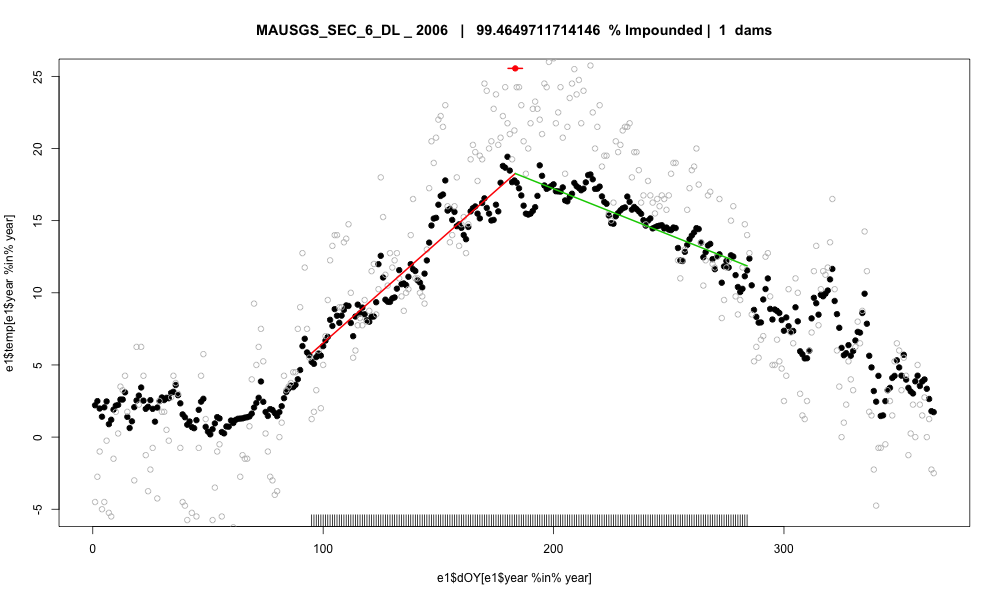 MAUSGS_SEC_6_DL _ 2006 | 99.4649711714146 % Impounded | 1 dams
25
20
15
10
5
0
-5
e1$temp[e1$year %in% year]
0 100 200 300
e1$dOY[e1$year %in% year]